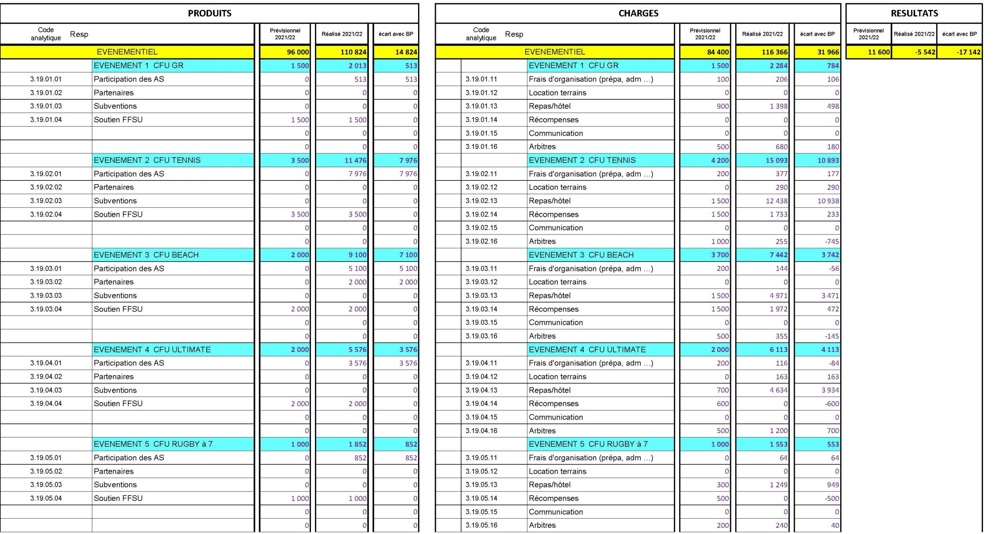 PRODUITS CHARGES RESULTATS
Code analytique Resp Prévisionnel 2021/22 Réalisé 2021/22 écart avec BP Code analytique Resp Prévisionnel 2021/22 Réalisé 2021/22 écart avec BP Prévisionnel 2021/22 Réalisé 2021/22 écart avec BP
EVENEMENTIEL 96 000 110 824 14 824 EVENEMENTIEL 84 400 116 366 31 966 11 600 -5 542 -17 142
EVENEMENT 1 CFU GR 1 500 2 013 513 EVENEMENT 1 CFU GR 1 500 2 284 784
3.19.01.01 Participation des AS 0 513 513 3.19.01.11 Frais d'organisation (prépa, adm ...) 100 206 106
3.19.01.02 Partenaires 0 0 0 3.19.01.12 Location terrains 0 0 0
3.19.01.03 Subventions 0 0 0 3.19.01.13 Repas/hôtel 900 1 398 498
3.19.01.04 Soutien FFSU 1 500 1 500 0 3.19.01.14 Récompenses 0 0 0
0 0 0 3.19.01.15 Communication 0 0 0
0 0 0 3.19.01.16 Arbitres 500 680 180
EVENEMENT 2 CFU TENNIS 3 500 11 476 7 976 EVENEMENT 2 CFU TENNIS 4 200 15 093 10 893
3.19.02.01 Participation des AS 0 7 976 7 976 3.19.02.11 Frais d'organisation (prépa, adm ...) 200 377 177
3.19.02.02 Partenaires 0 0 0 3.19.02.12 Location terrains 0 290 290
3.19.02.03 Subventions 0 0 0 3.19.02.13 Repas/hôtel 1 500 12 438 10 938
3.19.02.04 Soutien FFSU 3 500 3 500 0 3.19.02.14 Récompenses 1 500 1 733 233
0 0 0 3.19.02.15 Communication 0 0 0
0 0 0 3.19.02.16 Arbitres 1 000 255 -745
EVENEMENT 3 CFU BEACH 2 000 9 100 7 100 EVENEMENT 3 CFU BEACH 3 700 7 442 3 742
3.19.03.01 Participation des AS 0 5 100 5 100 3.19.03.11 Frais d'organisation (prépa, adm ...) 200 144 -56
3.19.03.02 Partenaires 0 2 000 2 000 3.19.03.12 Location terrains 0 0 0
3.19.03.03 Subventions 0 0 0 3.19.03.13 Repas/hôtel 1 500 4 971 3 471
3.19.03.04 Soutien FFSU 2 000 2 000 0 3.19.03.14 Récompenses 1 500 1 972 472
0 0 0 3.19.03.15 Communication 0 0 0
0 0 0 3.19.03.16 Arbitres 500 355 -145
EVENEMENT 4 CFU ULTIMATE 2 000 5 576 3 576 EVENEMENT 4 CFU ULTIMATE 2 000 6 113 4 113
3.19.04.01 Participation des AS 0 3 576 3 576 3.19.04.11 Frais d'organisation (prépa, adm ...) 200 116 -84
3.19.04.02 Partenaires 0 0 0 3.19.04.12 Location terrains 0 163 163
3.19.04.03 Subventions 0 0 0 3.19.04.13 Repas/hôtel 700 4 634 3 934
3.19.04.04 Soutien FFSU 2 000 2 000 0 3.19.04.14 Récompenses 600 0 -600
0 0 0 3.19.04.15 Communication 0 0 0
0 0 0 3.19.04.16 Arbitres 500 1 200 700
EVENEMENT 5 CFU RUGBY à 7 1 000 1 852 852 EVENEMENT 5 CFU RUGBY à 7 1 000 1 553 553
3.19.05.01 Participation des AS 0 852 852 3.19.05.11 Frais d'organisation (prépa, adm ...) 0 64 64
3.19.05.02 Partenaires 0 0 0 3.19.05.12 Location terrains 0 0 0
3.19.05.03 Subventions 0 0 0 3.19.05.13 Repas/hôtel 300 1 249 949
3.19.05.04 Soutien FFSU 1 000 1 000 0 3.19.05.14 Récompenses 500 0 -500
0 0 0 3.19.05.15 Communication 0 0 0
0 0 0 3.19.05.16 Arbitres 200 240 40